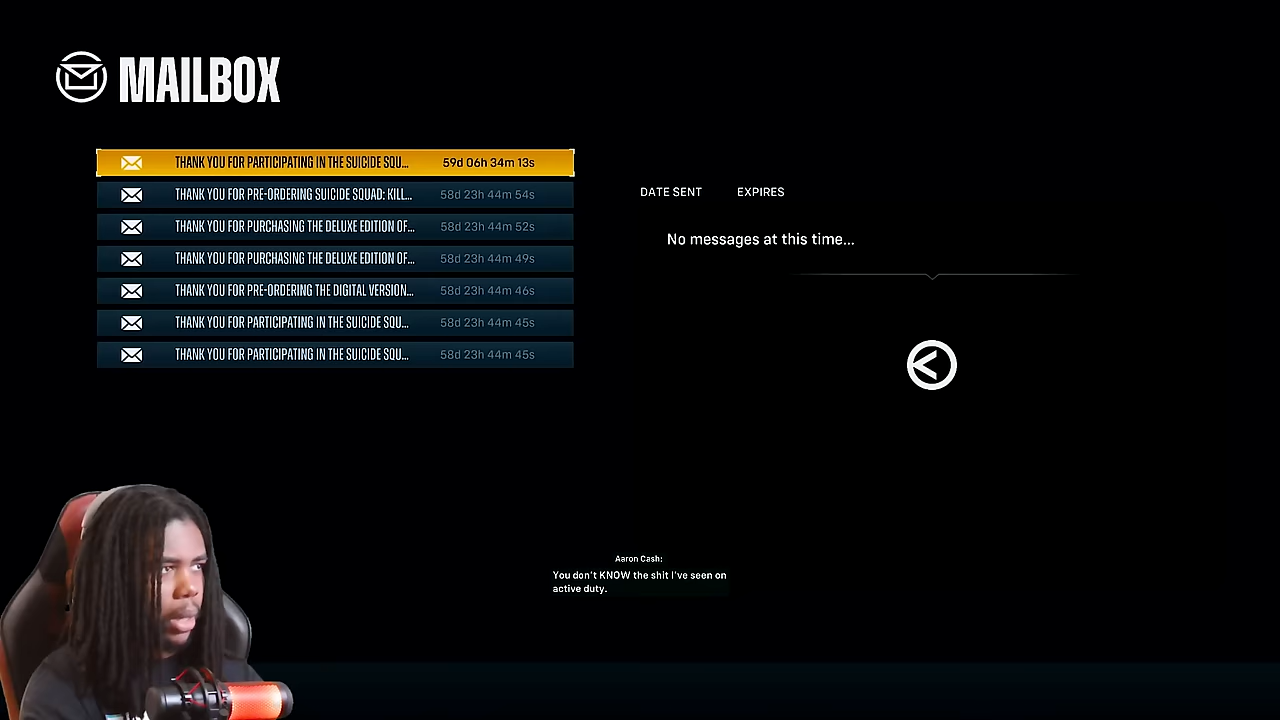 MAILBOX
THANK YOU FOR PARTICIPATING IN THE SUICIDE SQU... 59d 06h 34m 13s
THANK YOU FOR PRE-ORDERING SUICIDE SQUAD: KILL... 58d 23h 44m 54s
THANK YOU FOR PURCHASING THE DELUXE EDITION OF... 58d 23h 44m 52s
THANK YOU FOR PURCHASING THE DELUXE EDITION OF... 58d 23h 44m 49s
THANK YOU FOR PRE-ORDERING THE DIGITAL VERSION... 58d 23h 44m 46s
THANK YOU FOR PARTICIPATING IN THE SUICIDE SQU... 58d 23h 44m 45s
THANK YOU FOR PARTICIPATING IN THE SUICIDE SQU... 58d 23h 44m 45s
DATE SENT EXPIRES
No messages at this time...
Aaron Cash:
You don't KNOW the shit I've seen on
active duty.